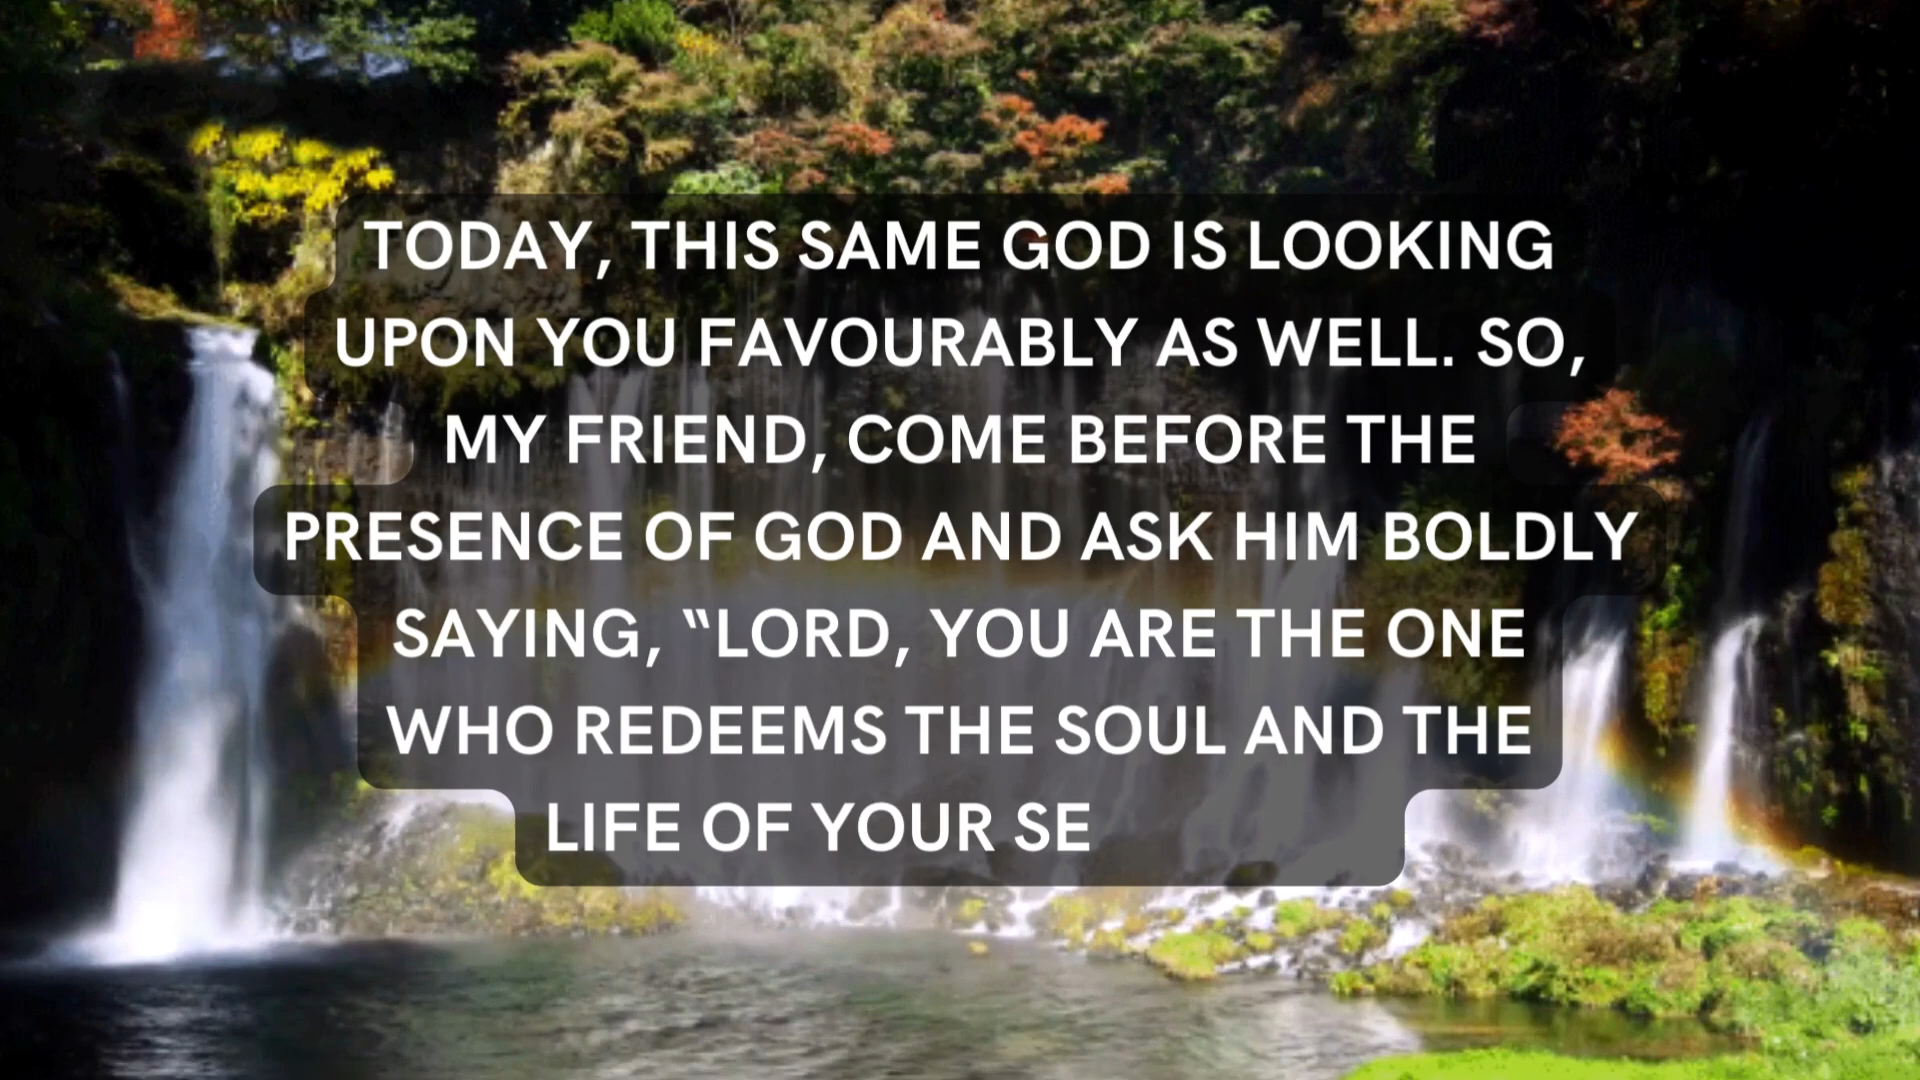 TODAY, THIS SAME GOD IS LOOKING
UPON YOU FAVOURABLY AS WELL. SO,
MY FRIEND, COME BEFORE THE
PRESENCE OF GOD AND ASK HIM BOLDLY
SAYING, “LORD, YOU ARE THE ONE
WHO REDEEMS THE SOUL AND THE
LIFE OF YOUR SE